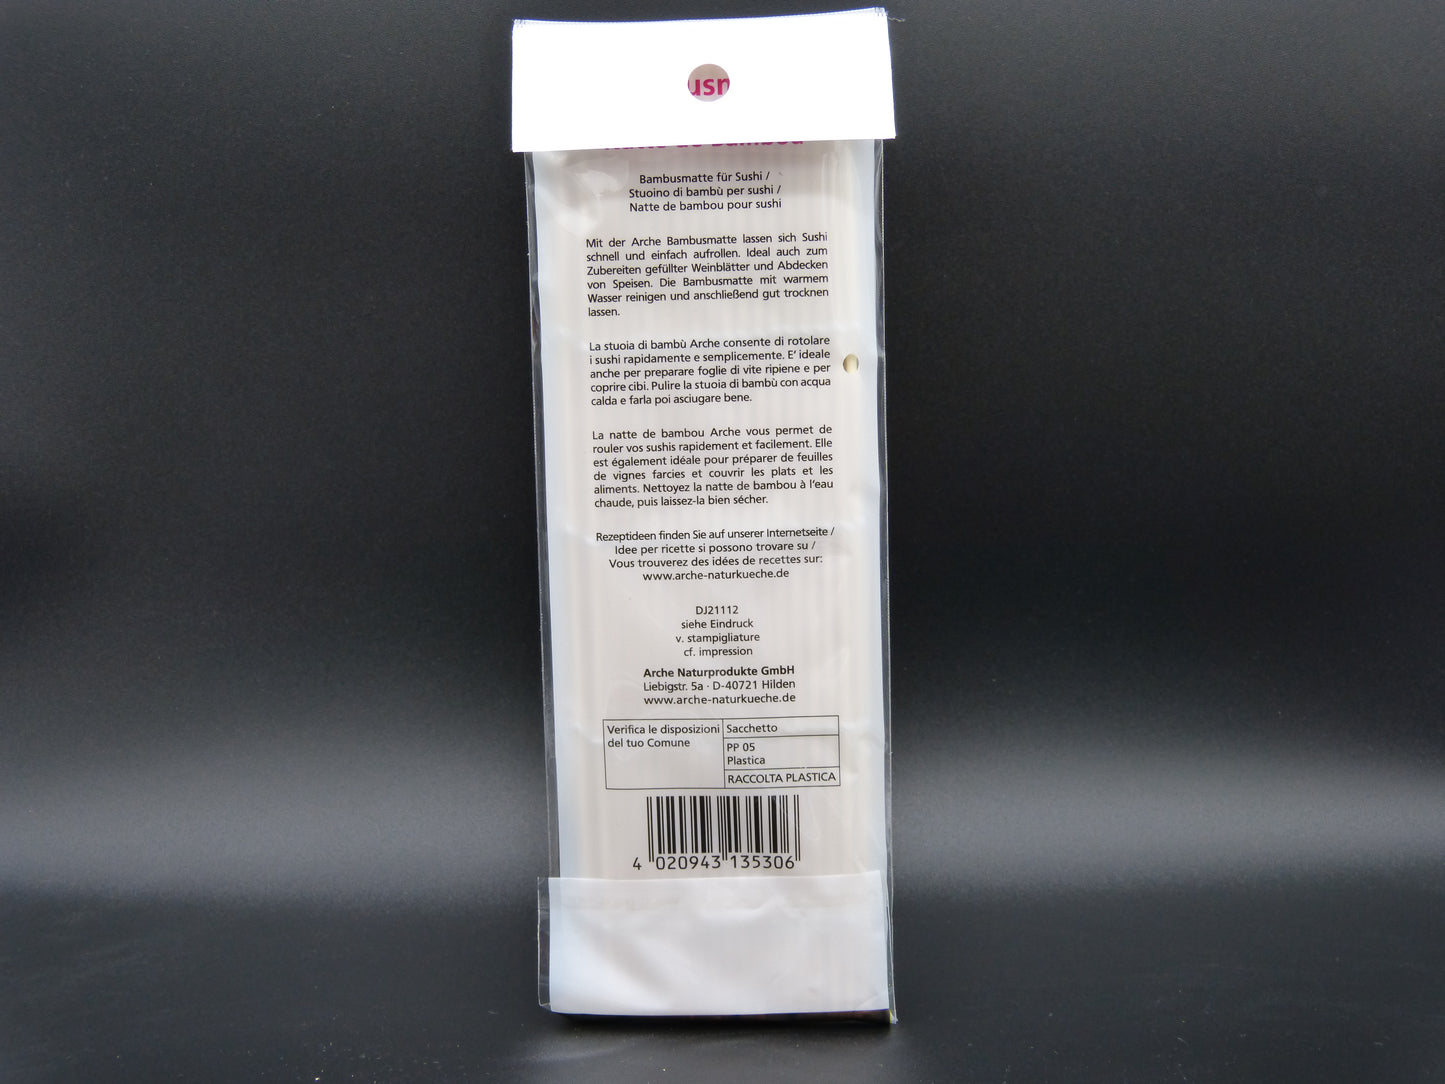 usn
Bambusmatte für Sushi /
Stuoino di bambù per sushi /
Natte de bambou pour sushi
Mit der Arche Bambusmatte lassen sich Sushi
schnell und einfach aufrollen. Ideal auch zum
Zubereiten gefüllter Weinblätter und Abdecken
von Speisen. Die Bambusmatte mit warmem
Wasser reinigen und anschließend gut trocknen
lassen.
La stuoia di bambù Arche consente di rotolare
i sushi rapidamente e semplicemente. E' ideale
anche per preparare foglie di vite ripiene e per
coprire cibi. Pulire la stuoia di bambù con acqua
calda e farla poi asciugare bene.
La natte de bambou Arche vous permet de
rouler vos sushis rapidement et facilement. Elle
est également idéale pour préparer de feuilles
de vignes farcies et couvrir les plats et les
aliments. Nettoyez la natte de bambou à l'eau
chaude, puis laissez-la bien sécher.
Rezeptideen finden Sie auf unserer Internetseite /
Idee per ricette si possono trovare su /
Vous trouverez des idées de recettes sur:
www.arche-naturkueche.de
DJ21112
siehe Eindruck
v. stampigliature
cf. impression
Arche Naturprodukte GmbH
Liebigstr. 5a · D-40721 Hilden
www.arche-naturkueche.de
Verifica le disposizioni
del tuo Comune
Sacchetto
PP 05
Plastica
RACCOLTA PLASTICA
4 020943 135306